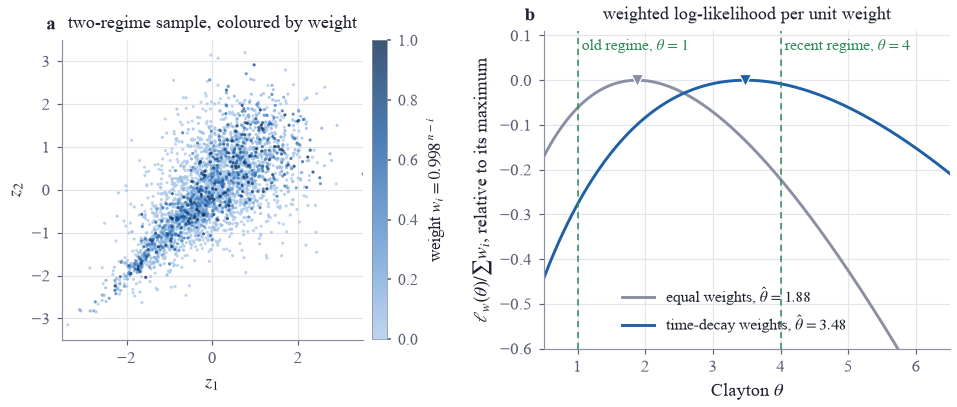 a two-regime sample, coloured by weight
3
2
1
0
−1
−2
−3
z₂
−2
0
2
z₁
1.0
0.8
0.6
0.4
0.2
0.0
weight wᵢ = 0.998ⁿ⁻ⁱ
b weighted log-likelihood per unit weight
old regime, θ = 1
recent regime, θ = 4
0.1
0.0
−0.1
−0.2
−0.3
−0.4
−0.5
−0.6
ℓ_w(θ)/∑wᵢ, relative to its maximum
equal weights, θ̂ = 1.88
time-decay weights, θ̂ = 3.48
1
2
3
4
5
6
Clayton θ